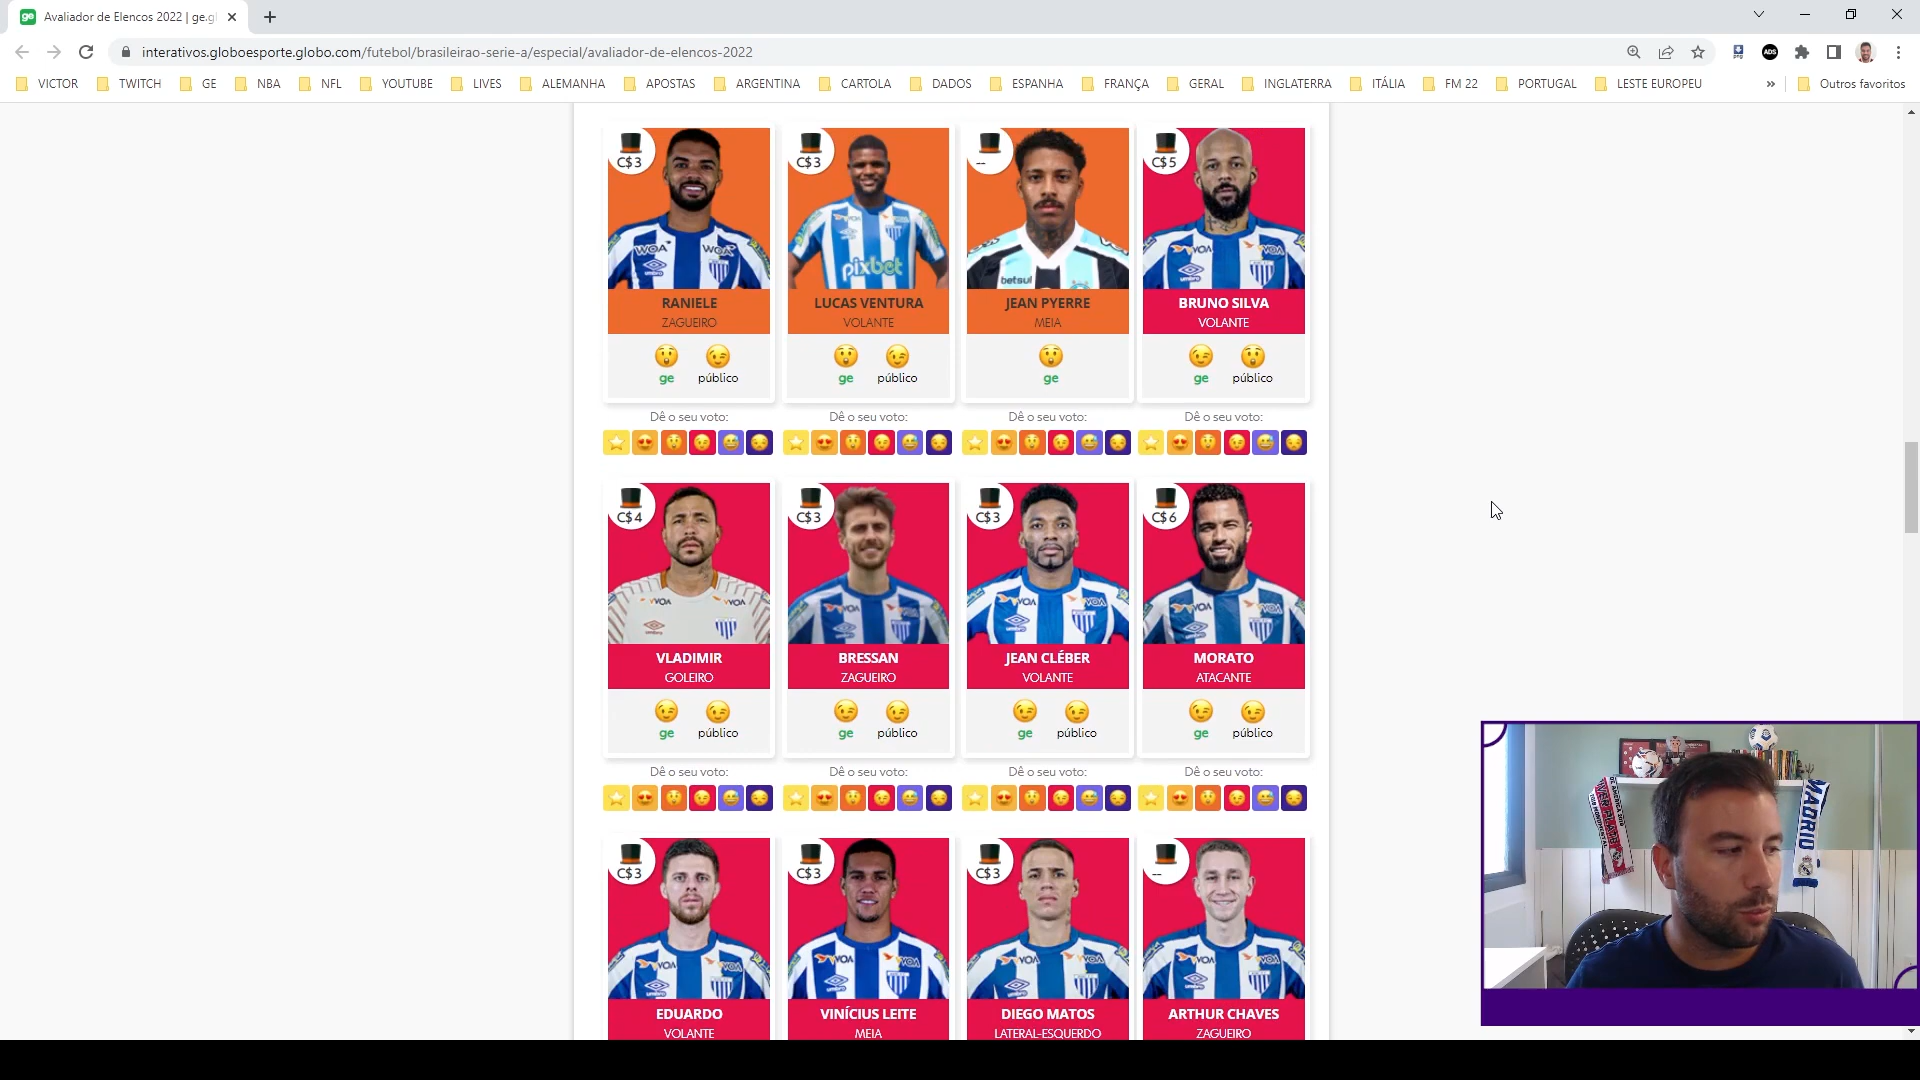 ge Avaliador de Elencos 2022 | ge.gl
interativos.globoesporte.globo.com/futebol/brasileirao-serie-a/especial/avaliador-de-elencos-2022
VICTOR TWITCH GE NBA NFL YOUTUBE LIVES ALEMANHA APOSTAS ARGENTINA CARTOLA DADOS ESPANHA FRANÇA GERAL INGLATERRA ITÁLIA FM 22 PORTUGAL LESTE EUROPEU » Outros favoritos
C$ 3 C$ 3 -- C$ 5
WOA WOA pixbet betsul
RANIELE LUCAS VENTURA JEAN PYERRE BRUNO SILVA
ZAGUEIRO VOLANTE MEIA VOLANTE
ge público ge público ge ge público
Dê o seu voto: Dê o seu voto: Dê o seu voto: Dê o seu voto:
C$ 4 C$ 3 C$ 3 C$ 6
VLADIMIR BRESSAN JEAN CLÉBER MORATO
GOLEIRO ZAGUEIRO VOLANTE ATACANTE
ge público ge público ge público ge público
Dê o seu voto: Dê o seu voto: Dê o seu voto: Dê o seu voto:
C$ 3 C$ 3 C$ 3 --
EDUARDO VINÍCIUS LEITE DIEGO MATOS ARTHUR CHAVES
VOLANTE MEIA LATERAL-ESQUERDO ZAGUEIRO
MADRID